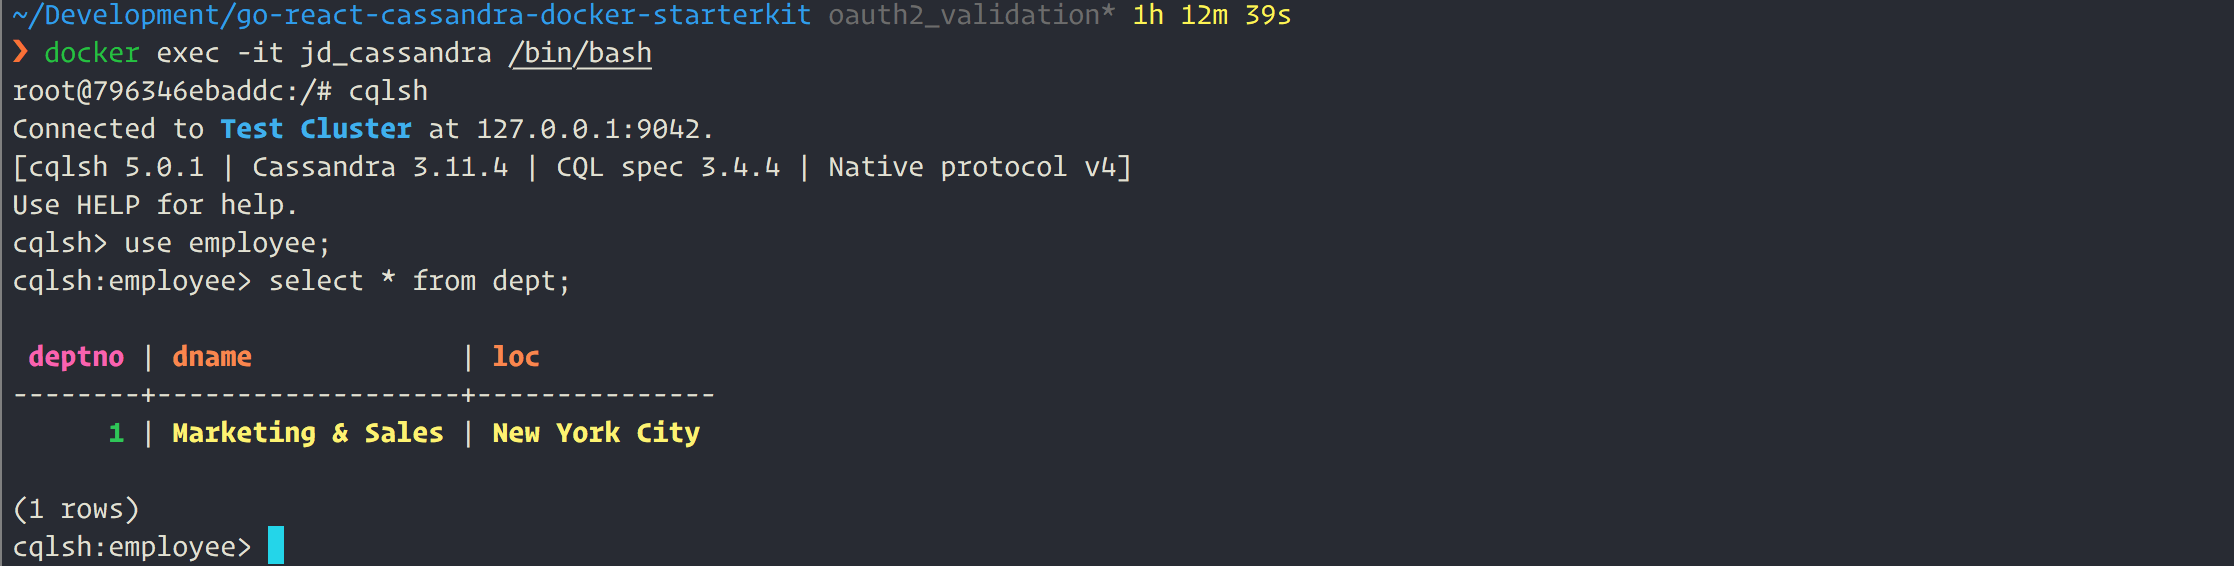 ~/Development/go-react-cassandra-docker-starterkit oauth2_validation* 1h 12m 39s
❯ docker exec -it jd_cassandra /bin/bash
root@796346ebaddc:/# cqlsh
Connected to Test Cluster at 127.0.0.1:9042.
[cqlsh 5.0.1 | Cassandra 3.11.4 | CQL spec 3.4.4 | Native protocol v4]
Use HELP for help.
cqlsh> use employee;
cqlsh:employee> select * from dept;
 deptno | dname             | loc
--------+-------------------+---------------
      1 | Marketing & Sales | New York City
(1 rows)
cqlsh:employee>